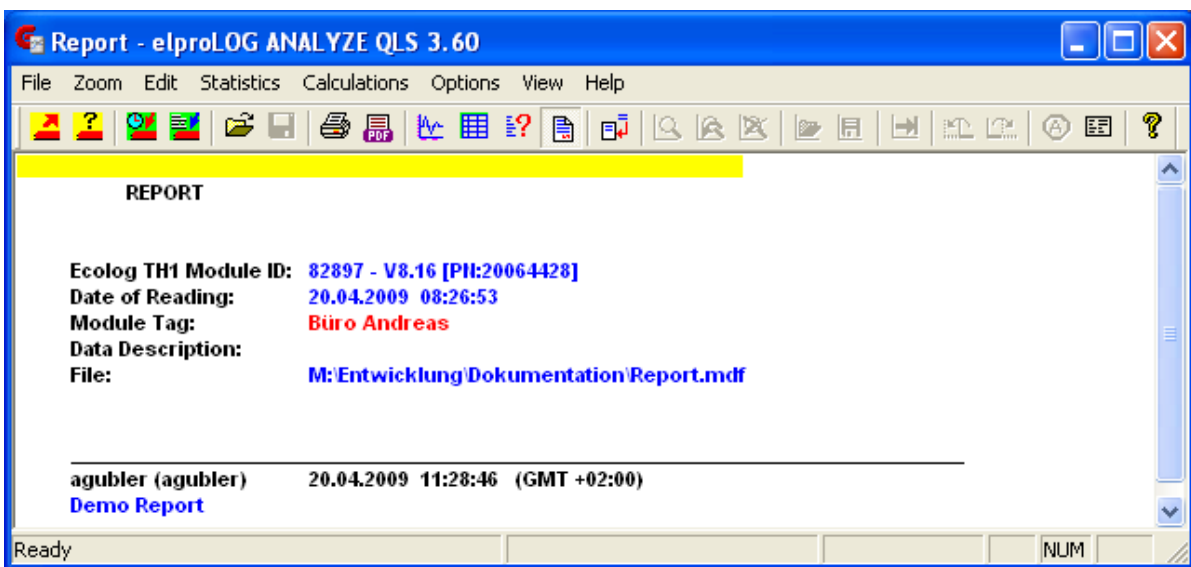 Report - elproLOG ANALYZE QLS 3.60
File Zoom Edit Statistics Calculations Options View Help
PDF
REPORT
Ecolog TH1 Module ID: 82897 - V8.16 [PN:20064428]
Date of Reading: 20.04.2009 08:26:53
Module Tag: Büro Andreas
Data Description:
File: M:\Entwicklung\Dokumentation\Report.mdf
agubler (agubler) 20.04.2009 11:28:46 (GMT +02:00)
Demo Report
Ready NUM